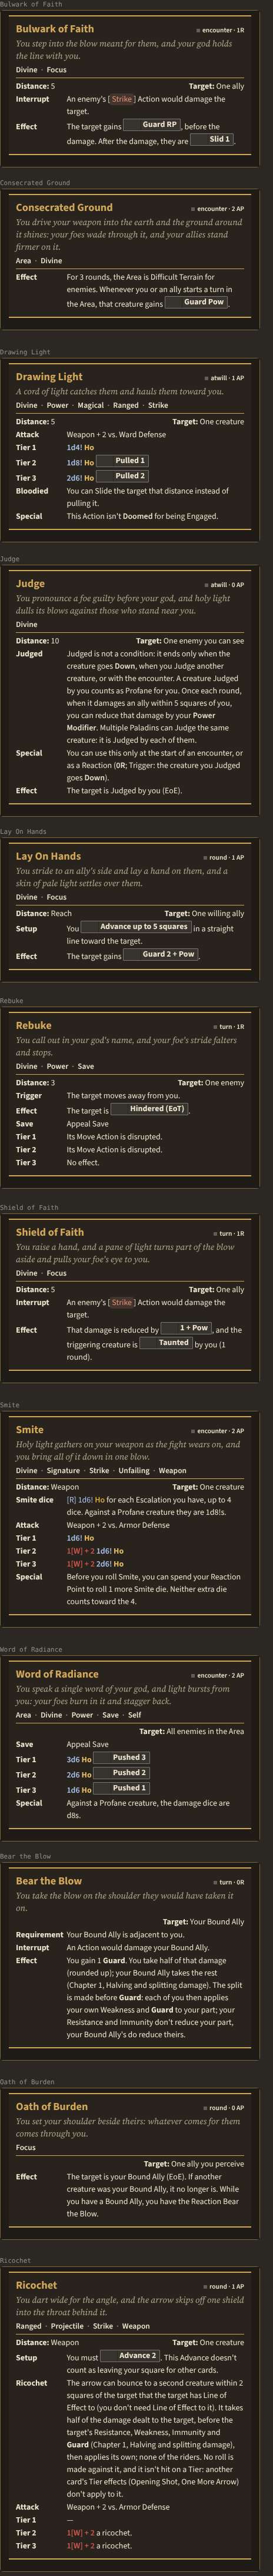 Bulwark of Faith
Bulwark of Faith
encounter · 1R
You step into the blow meant for them, and your god holds
the line with you.
Divine · Focus
Distance: 5 Target: One ally
Interrupt An enemy's [Strike] Action would damage the
target.
Effect The target gains Guard RP, before the
damage. After the damage, they are Slid 1.
Consecrated Ground
Consecrated Ground
encounter · 2 AP
You drive your weapon into the earth and the ground around
it shines; your foes wade through it, and your allies stand
firmer on it.
Area · Divine
Effect For 3 rounds, the Area is Difficult Terrain for
enemies. Whenever you or an ally starts a turn in
the Area, that creature gains Guard Pow.
Drawing Light
Drawing Light
atwill · 1 AP
A cord of light catches them and hauls them toward you.
Divine · Power · Magical · Ranged · Strike
Distance: 5 Target: One creature
Attack Weapon + 2 vs. Ward Defense
Tier 1 1d4! Ho
Tier 2 1d8! Ho Pulled 1
Tier 3 2d6! Ho Pulled 2
Bloodied You can Slide the target that distance instead of
pulling it.
Special This Action isn't Doomed for being Engaged.
Judge
Judge
atwill · 0 AP
You pronounce a foe guilty before your god, and holy light
dulls its blows against those who stand near you.
Divine
Distance: 10 Target: One enemy you can see
Judged Judged is not a condition: it ends only when the
creature goes Down, when you Judge another
creature, or with the encounter. A creature Judged
by you counts as Profane for you. Once each round,
when it damages an ally within 5 squares of you,
you can reduce that damage by your Power
Modifier. Multiple Paladins can Judge the same
creature: it is Judged by each of them.
Special You can use this only at the start of an encounter, or
as a Reaction (0R; Trigger: the creature you Judged
goes Down).
Effect The target is Judged by you (EoE).
Lay On Hands
Lay On Hands
round · 1 AP
You stride to an ally's side and lay a hand on them, and a
skin of pale light settles over them.
Divine · Focus
Distance: Reach Target: One willing ally
Setup You Advance up to 5 squares in a straight
line toward the target.
Effect The target gains Guard 2 + Pow.
Rebuke
Rebuke
turn · 1R
You call out in your god's name, and your foe's stride falters
and stops.
Divine · Power · Save
Distance: 3 Target: One enemy
Trigger The target moves away from you.
Effect The target is Hindered (EoT).
Save Appeal Save
Tier 1 Its Move Action is disrupted.
Tier 2 Its Move Action is disrupted.
Tier 3 No effect.
Shield of Faith
Shield of Faith
turn · 1R
You raise a hand, and a pane of light turns part of the blow
aside and pulls your foe's eye to you.
Divine · Focus
Distance: 5 Target: One ally
Interrupt An enemy's [Strike] Action would damage the
target.
Effect That damage is reduced by 1 + Pow, and the
triggering creature is Taunted by you (1
round).
Smite
Smite
encounter · 2 AP
Holy light gathers on your weapon as the fight wears on, and
you bring all of it down in one blow.
Divine · Signature · Strike · Unfailing · Weapon
Distance: Weapon Target: One creature
Smite dice [R] 1d6! Ho for each Escalation you have, up to 4
dice. Against a Profane creature they are 1d8!s.
Attack Weapon + 2 vs. Armor Defense
Tier 1 1d6! Ho
Tier 2 1[W] + 2 1d6! Ho
Tier 3 1[W] + 2 2d6! Ho
Special Before you roll Smite, you can spend your Reaction
Point to roll 1 more Smite die. Neither extra die
counts toward the 4.
Word of Radiance
Word of Radiance
encounter · 2 AP
You speak a single word of your god, and light bursts from
you: your foes burn in it and stagger back.
Area · Divine · Power · Save · Self
Target: All enemies in the Area
Save Appeal Save
Tier 1 3d6 Ho Pushed 3
Tier 2 2d6 Ho Pushed 2
Tier 3 1d6 Ho Pushed 1
Special Against a Profane creature, the damage dice are
d8s.
Bear the Blow
Bear the Blow
turn · 0R
You take the blow on the shoulder they would have taken it
on.
Target: Your Bound Ally
Requirement Your Bound Ally is adjacent to you.
Interrupt An Action would damage your Bound Ally.
Effect You gain 1 Guard. You take half of that damage
(rounded up); your Bound Ally takes the rest
(Chapter 1, Halving and splitting damage). The split
is made before Guard: each of you then applies
your own Weakness and Guard to your part; your
Resistance and Immunity don't reduce your part,
your Bound Ally's do reduce theirs.
Oath of Burden
Oath of Burden
round · 0 AP
You set your shoulder beside theirs: whatever comes for them
comes through you.
Focus
Target: One ally you perceive
Effect The target is your Bound Ally (EoE). If another
creature was your Bound Ally, it no longer is. While
you have a Bound Ally, you have the Reaction Bear
the Blow.
Ricochet
Ricochet
round · 1 AP
You dart wide for the angle, and the arrow skips off one shield
into the throat behind it.
Ranged · Projectile · Strike · Weapon
Distance: Weapon Target: One creature
Setup You must Advance 2. This Advance doesn't
count as leaving your square for other cards.
Ricochet The arrow can bounce to a second creature within 2
squares of the target that the target has Line of
Effect to (you don't need Line of Effect to it). It takes
half of the damage dealt to the target, before the
target's Resistance, Weakness, Immunity and
Guard (Chapter 1, Halving and splitting damage),
then applies its own; none of the riders. No roll is
made against it, and it isn't hit on a Tier: another
card's Tier effects (Opening Shot, One More Arrow)
don't apply to it.
Attack Weapon + 2 vs. Armor Defense
Tier 1 —
Tier 2 1[W] + 2 a ricochet.
Tier 3 1[W] + 2 a ricochet.